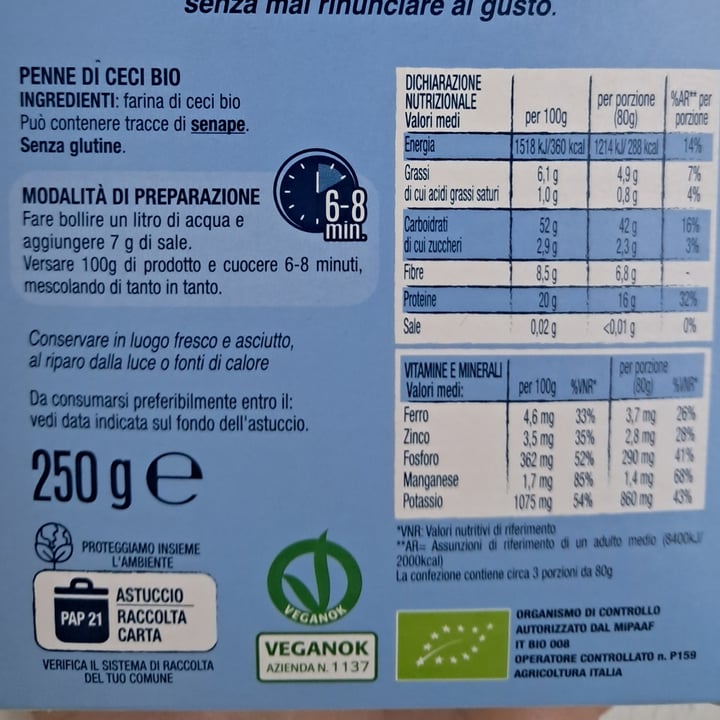 senza mai rinunciare al gusto.
PENNE DI CECI BIO
INGREDIENTI: farina di ceci bio
Può contenere tracce di senape.
Senza glutine.
MODALITÀ DI PREPARAZIONE
Fare bollire un litro di acqua e
aggiungere 7 g di sale.
Versare 100g di prodotto e cuocere 6-8 minuti,
mescolando di tanto in tanto.
6-8
min.
Conservare in luogo fresco e asciutto,
al riparo dalla luce o fonti di calore
Da consumarsi preferibilmente entro il:
vedi data indicata sul fondo dell'astuccio.
250 g e
PROTEGGIAMO INSIEME
L'AMBIENTE
PAP 21
ASTUCCIO
RACCOLTA
CARTA
VERIFICA IL SISTEMA DI RACCOLTA
DEL TUO COMUNE
VEGANOK
VEGANOK
AZIENDA N. 1137
DICHIARAZIONE
NUTRIZIONALE
Valori medi per 100g per porzione (80g) %AR** per porzione
Energia 1518 kJ/360 kcal 1214 kJ/288 kcal 14%
Grassi 6,1 g 4,9 g 7%
di cui acidi grassi saturi 1,0 g 0,8 g 4%
Carboidrati 52 g 42 g 16%
di cui zuccheri 2,9 g 2,3 g 3%
Fibre 8,5 g 6,8 g -
Proteine 20 g 16 g 32%
Sale 0,02 g <0,01 g 0%
VITAMINE E MINERALI
Valori medi: per 100g %VNR* per porzione (80g) %VNR*
Ferro 4,6 mg 33% 3,7 mg 26%
Zinco 3,5 mg 35% 2,8 mg 28%
Fosforo 362 mg 52% 290 mg 41%
Manganese 1,7 mg 85% 1,4 mg 68%
Potassio 1075 mg 54% 860 mg 43%
*VNR: Valori nutritivi di riferimento
**AR= Assunzioni di riferimento di un adulto medio (8400kJ/
2000kcal)
La confezione contiene circa 3 porzioni da 80g
ORGANISMO DI CONTROLLO
AUTORIZZATO DAL MiPAAF
IT BIO 008
OPERATORE CONTROLLATO n. P159
AGRICOLTURA ITALIA